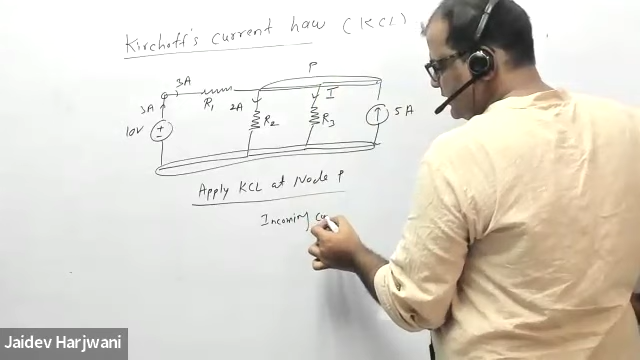 Kirchoff's current law (KCL)
P
3A
3A
R1
2A
I
10V
R2
R3
5A
Apply KCL at Node P
Incoming cu
Jaidev Harjwani